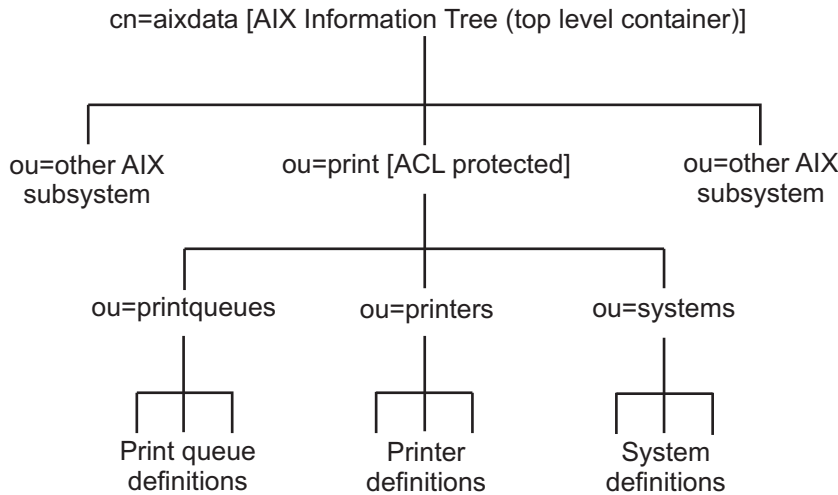 cn=aixdata [AIX Information Tree (top level container)]
ou=other AIX
subsystem
ou=print [ACL protected]
ou=other AIX
subsystem
ou=printqueues
ou=printers
ou=systems
Print queue
definitions
Printer
definitions
System
definitions